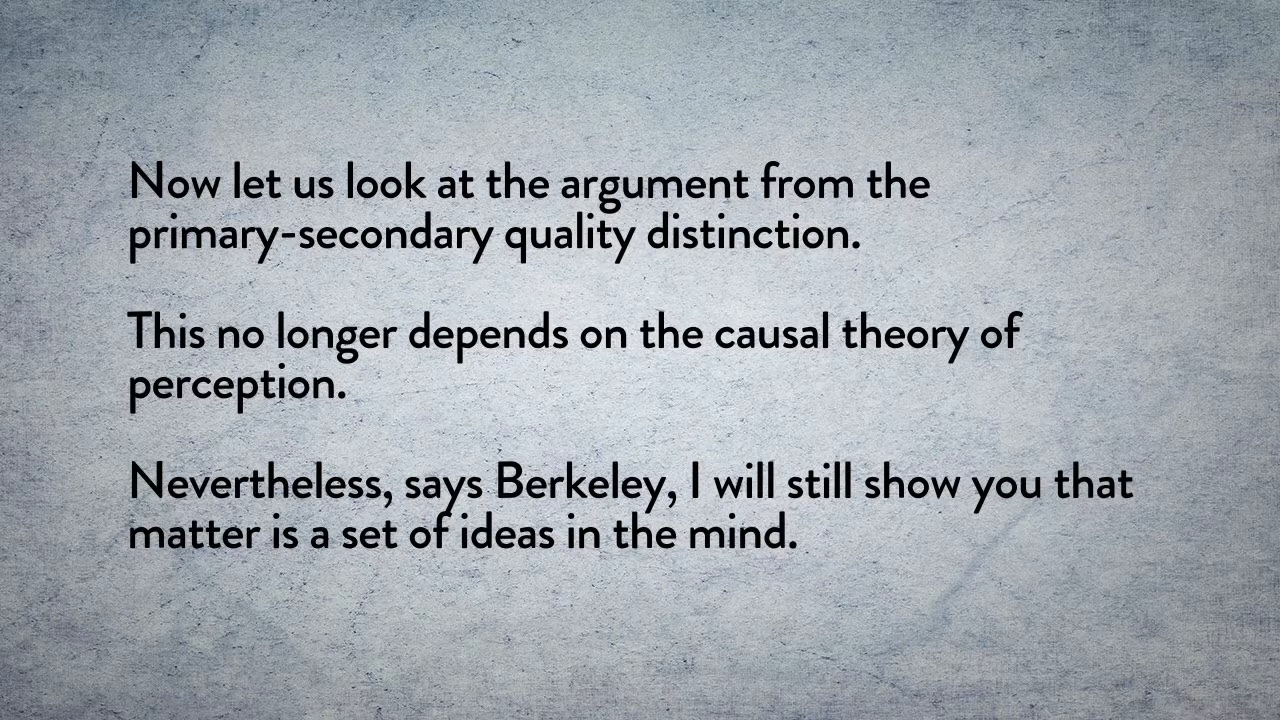 Now let us look at the argument from the
primary-secondary quality distinction.
This no longer depends on the causal theory of
perception.
Nevertheless, says Berkeley, I will still show you that
matter is a set of ideas in the mind.